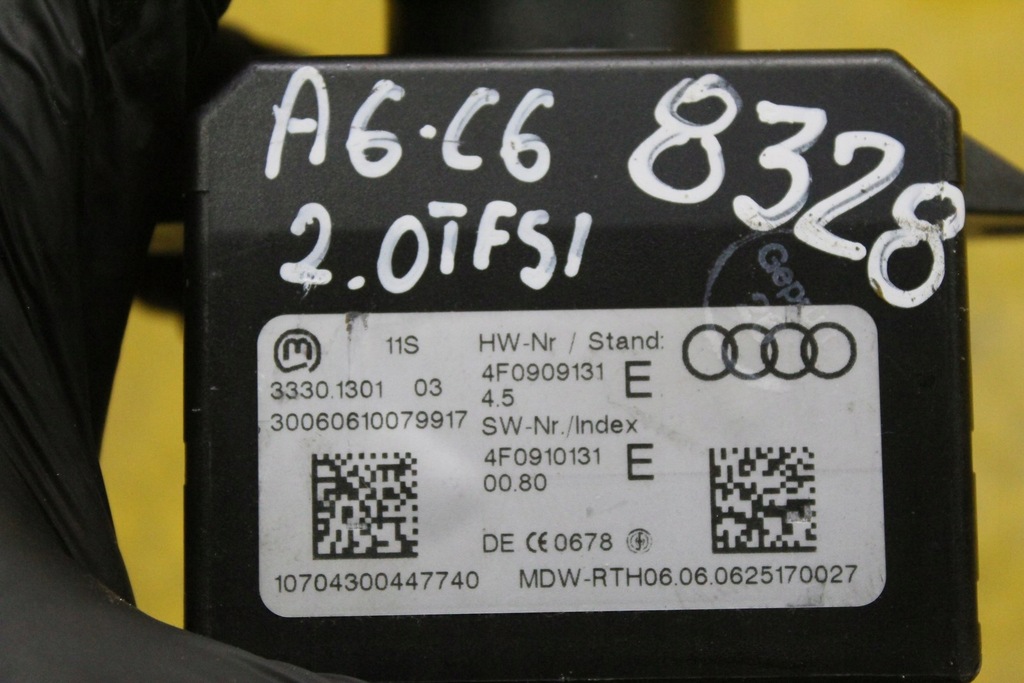 A6·C6 8328
2.0TFSI
Gep
M 11S HW-Nr / Stand:
3330.1301 03 4F0909131 E
4.5
30060610079917 SW-Nr./Index
4F0910131 E
00.80
DE CE 0678
10704300447740 MDW-RTH06.06.0625170027